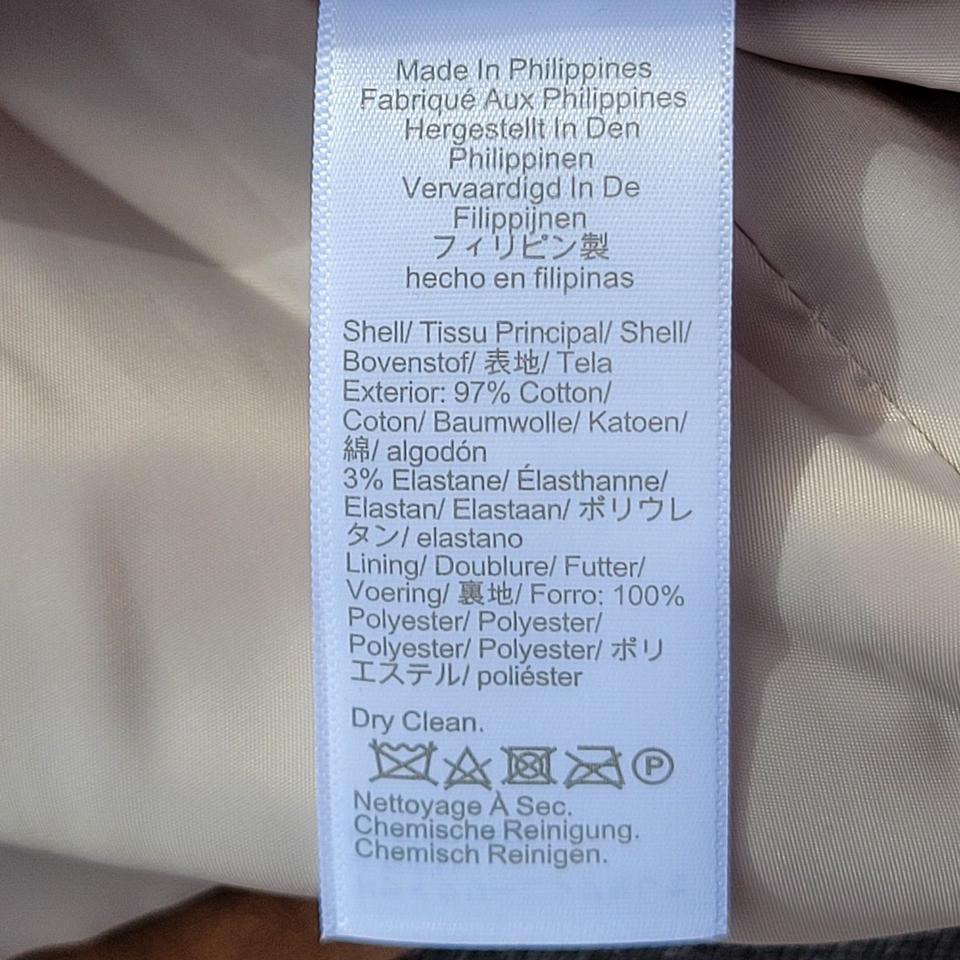 Made In Philippines
Fabriqué Aux Philippines
Hergestellt In Den
Philippinen
Vervaardigd In De
Filippijnen
フィリピン製
hecho en filipinas
Shell/ Tissu Principal/ Shell/
Bovenstof/ 表地/ Tela
Exterior: 97% Cotton/
Coton/ Baumwolle/ Katoen/
綿/ algodón
3% Elastane/ Élasthanne/
Elastan/ Elastaan/ ポリウレ
タン/ elastano
Lining/ Doublure/ Futter/
Voering/ 裏地/ Forro: 100%
Polyester/ Polyester/
Polyester/ Polyester/ ポリ
エステル/ poliéster
Dry Clean.
P
Nettoyage À Sec.
Chemische Reinigung.
Chemisch Reinigen.